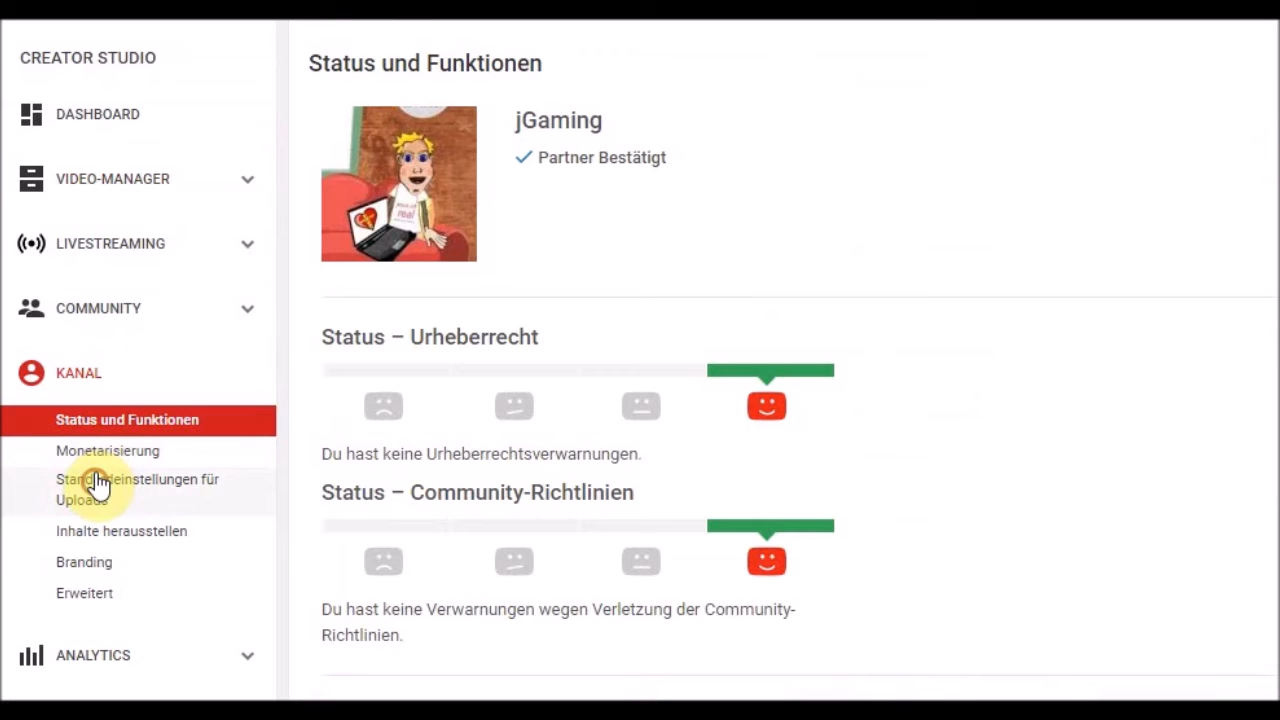 CREATOR STUDIO
DASHBOARD
VIDEO-MANAGER
LIVESTREAMING
COMMUNITY
KANAL
Status und Funktionen
Monetarisierung
für
Uploads
Inhalte herausstellen
Branding
Erweitert
ANALYTICS
Status und Funktionen
jGaming
Partner Bestätigt
real
Status – Urheberrecht
Du hast keine Urheberrechtsverwarnungen.
Status – Community-Richtlinien
Du hast keine Verwarnungen wegen Verletzung der Community-
Richtlinien.